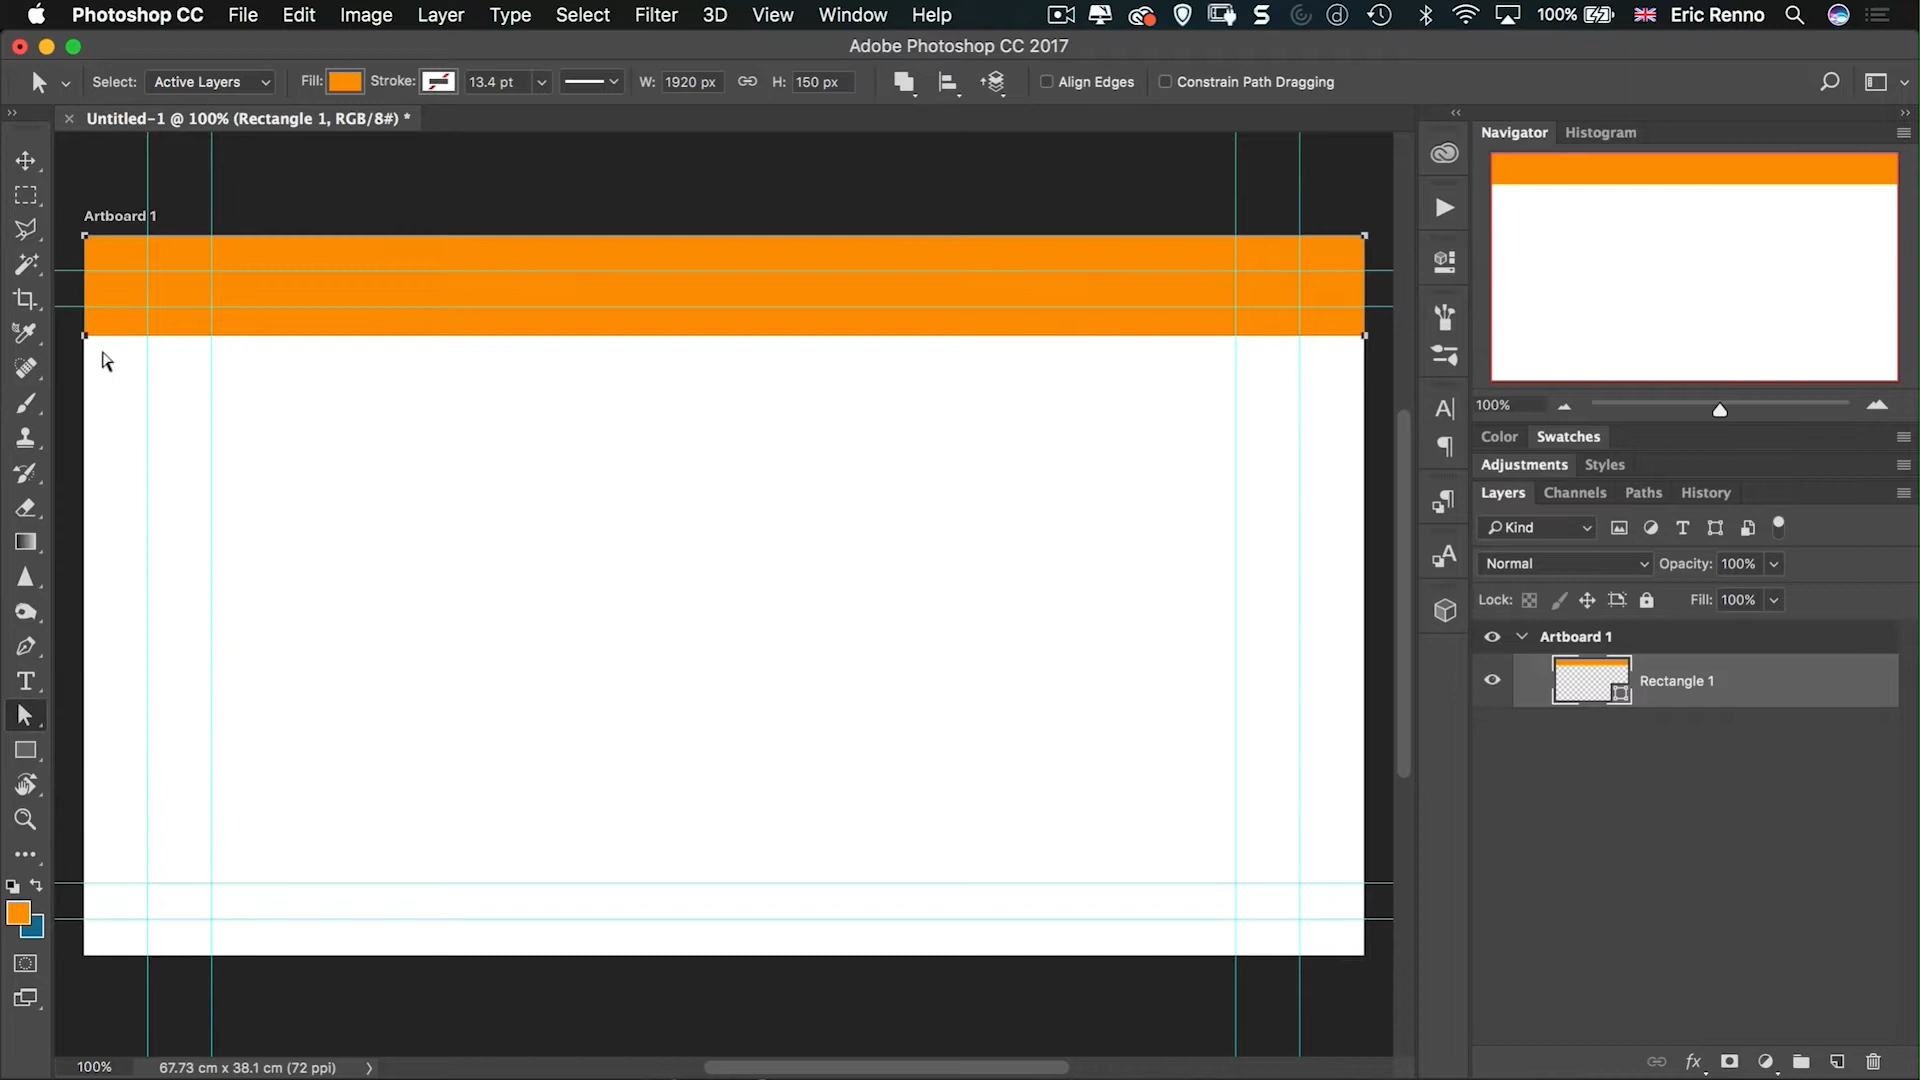 Photoshop CC File Edit Image Layer Type Select Filter 3D View Window Help 100% Eric Renno
Adobe Photoshop CC 2017
Select: Active Layers Fill: Stroke: 13.4 pt W: 1920 px H: 150 px Align Edges Constrain Path Dragging
Untitled-1 @ 100% (Rectangle 1, RGB/8#) *
Navigator Histogram
Artboard 1
100%
Color Swatches
Adjustments Styles
Layers Channels Paths History
Kind
Normal Opacity: 100%
Lock: Fill: 100%
Artboard 1
Rectangle 1
100% 67.73 cm x 38.1 cm (72 ppi)